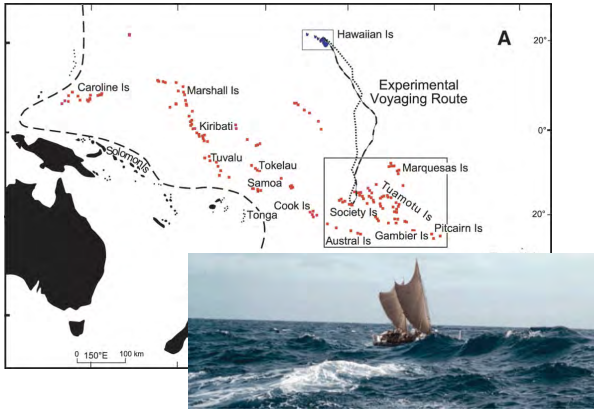 Hawaiian Is
A
20°
Caroline Is
Marshall Is
Experimental
Voyaging Route
Kiribati
0°
Solomon Is
Tuvalu
Tokelau
Marquesas Is
Samoa
Tuamotu Is
Cook Is
Society Is
Tonga
20°
Pitcairn Is
Gambier Is
Austral Is
0 150°E 100 km